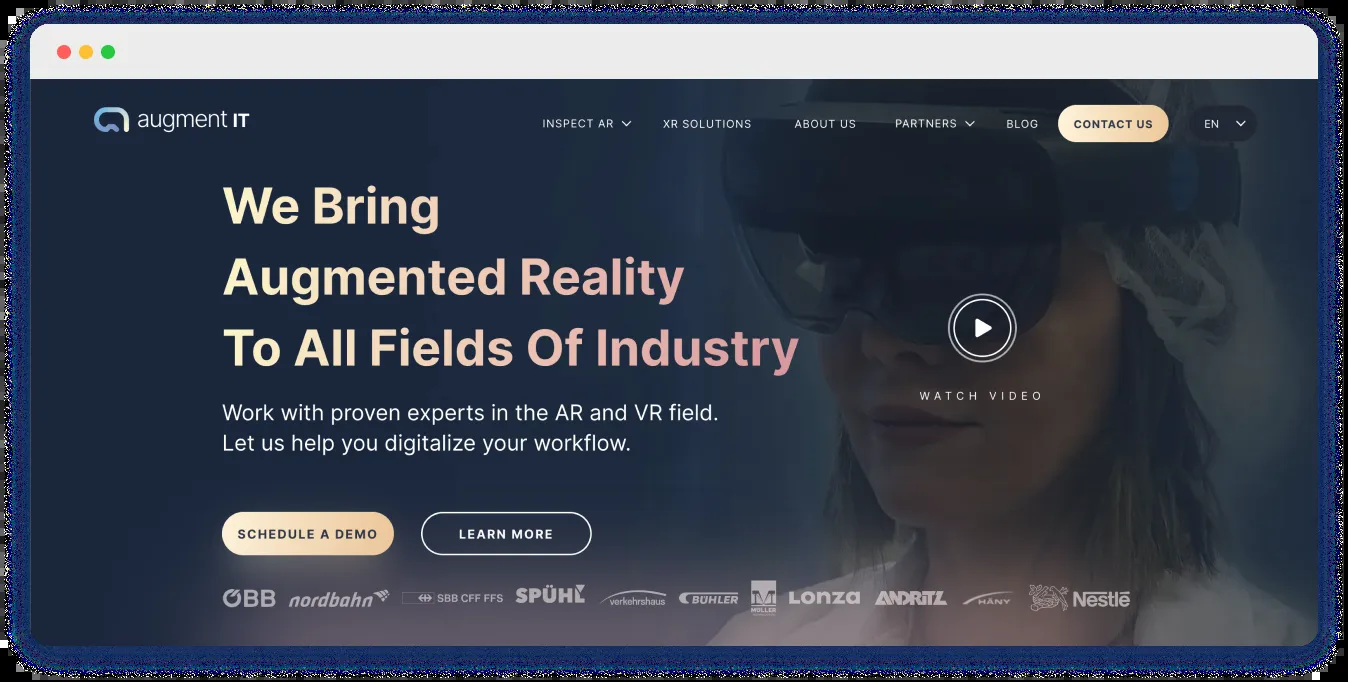 augment IT
INSPECT AR
XR SOLUTIONS
ABOUT US
PARTNERS
BLOG
CONTACT US
EN
We Bring
Augmented Reality
To All Fields Of Industry
WATCH VIDEO
Work with proven experts in the AR and VR field.
Let us help you digitalize your workflow.
SCHEDULE A DEMO
LEARN MORE
ÖBB
nordbahn
SBB CFF FFS
SPÜHL
verkehrshaus
BÜHLER
MÜLLER
Lonza
ANDRITZ
HÄNY
Nestlé